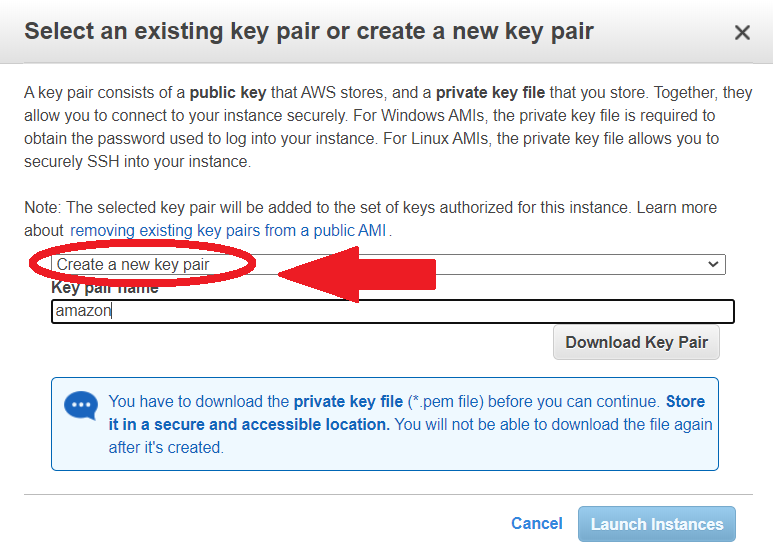 Select an existing key pair or create a new key pair
A key pair consists of a public key that AWS stores, and a private key file that you store. Together, they
allow you to connect to your instance securely. For Windows AMIs, the private key file is required to
obtain the password used to log into your instance. For Linux AMIs, the private key file allows you to
securely SSH into your instance.
Note: The selected key pair will be added to the set of keys authorized for this instance. Learn more
about removing existing key pairs from a public AMI.
Create a new key pair
Key pair name
amazon
Download Key Pair
You have to download the private key file (*.pem file) before you can continue. Store
it in a secure and accessible location. You will not be able to download the file again
after it's created.
Cancel
Launch Instances